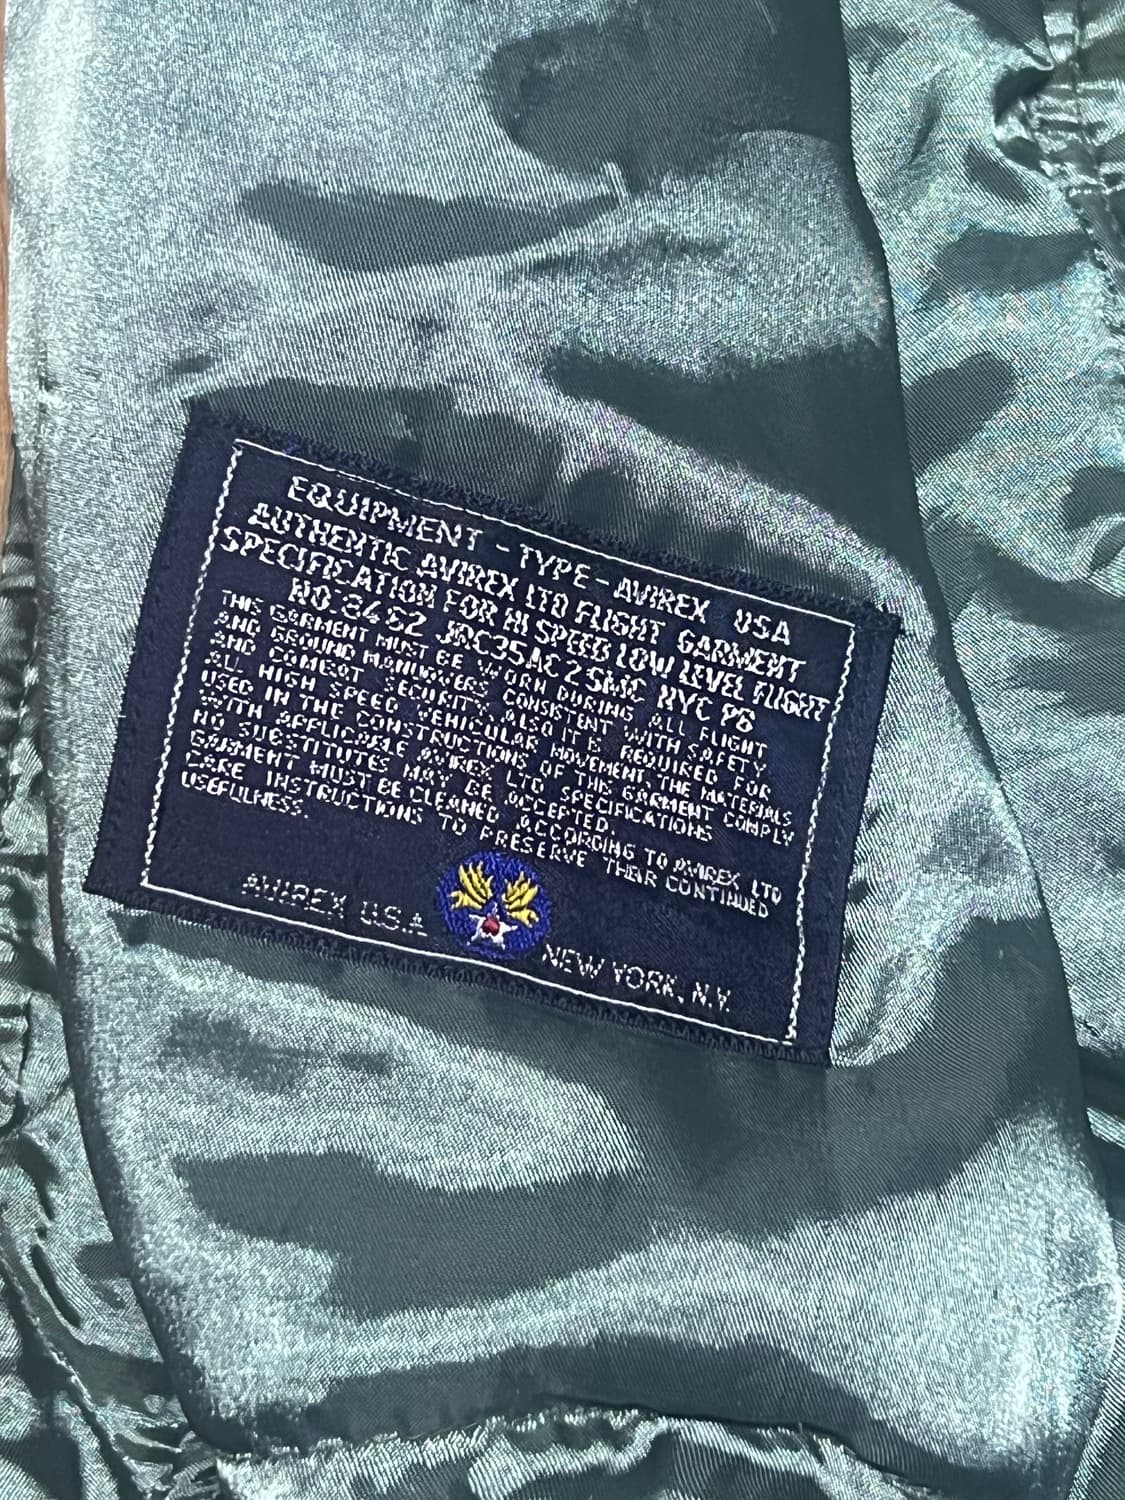 EQUIPMENT - TYPE - AVIREX USA
AUTHENTIC AVIREX LTD FLIGHT GARMENT
SPECIFICATION FOR HI SPEED LOW LEVEL FLIGHT
NO. 8452 JRC35AC2 SMC NYC P6
THIS GARMENT MUST BE WORN DURING ALL FLIGHT
AND GROUND MANUVERS CONSISTENT WITH SAFETY
AND COMBAT SECURITY. ALSO IT IS REQUIRED FOR
ALL HIGH SPEED VEHICULAR MOVEMENT. THE MATERIALS
USED IN THE CONSTRUCTIONS OF THIS GARMENT COMPLY
WITH APPLICABLE AVIREX LTD SPECIFICATIONS
NO SUBSTITUTES MAY BE ACCEPTED.
GARMENT MUST BE CLEANED ACCORDING TO AVIREX LTD
CARE INSTRUCTIONS TO PRESERVE THEIR CONTINUED
USEFULNESS.
AVIREX U.S.A
NEW YORK, N.Y.